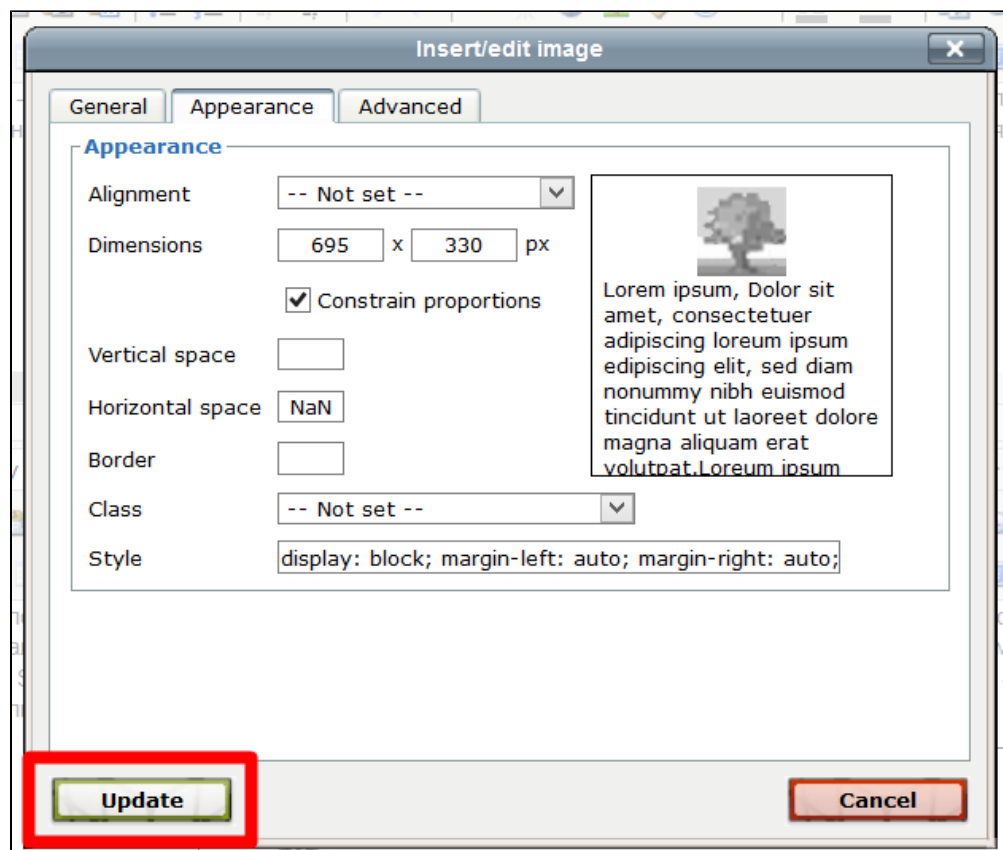 Insert/edit image
General Appearance Advanced
Appearance
Alignment -- Not set --
Dimensions 695 x 330 px
Constrain proportions
Vertical space
Horizontal space NaN
Border
Class -- Not set --
Style display: block; margin-left: auto; margin-right: auto;
Lorem ipsum, Dolor sit
amet, consectetuer
adipiscing loreum ipsum
edipiscing elit, sed diam
nonummy nibh euismod
tincidunt ut laoreet dolore
magna aliquam erat
volutpat.Loreum ipsum
Update Cancel